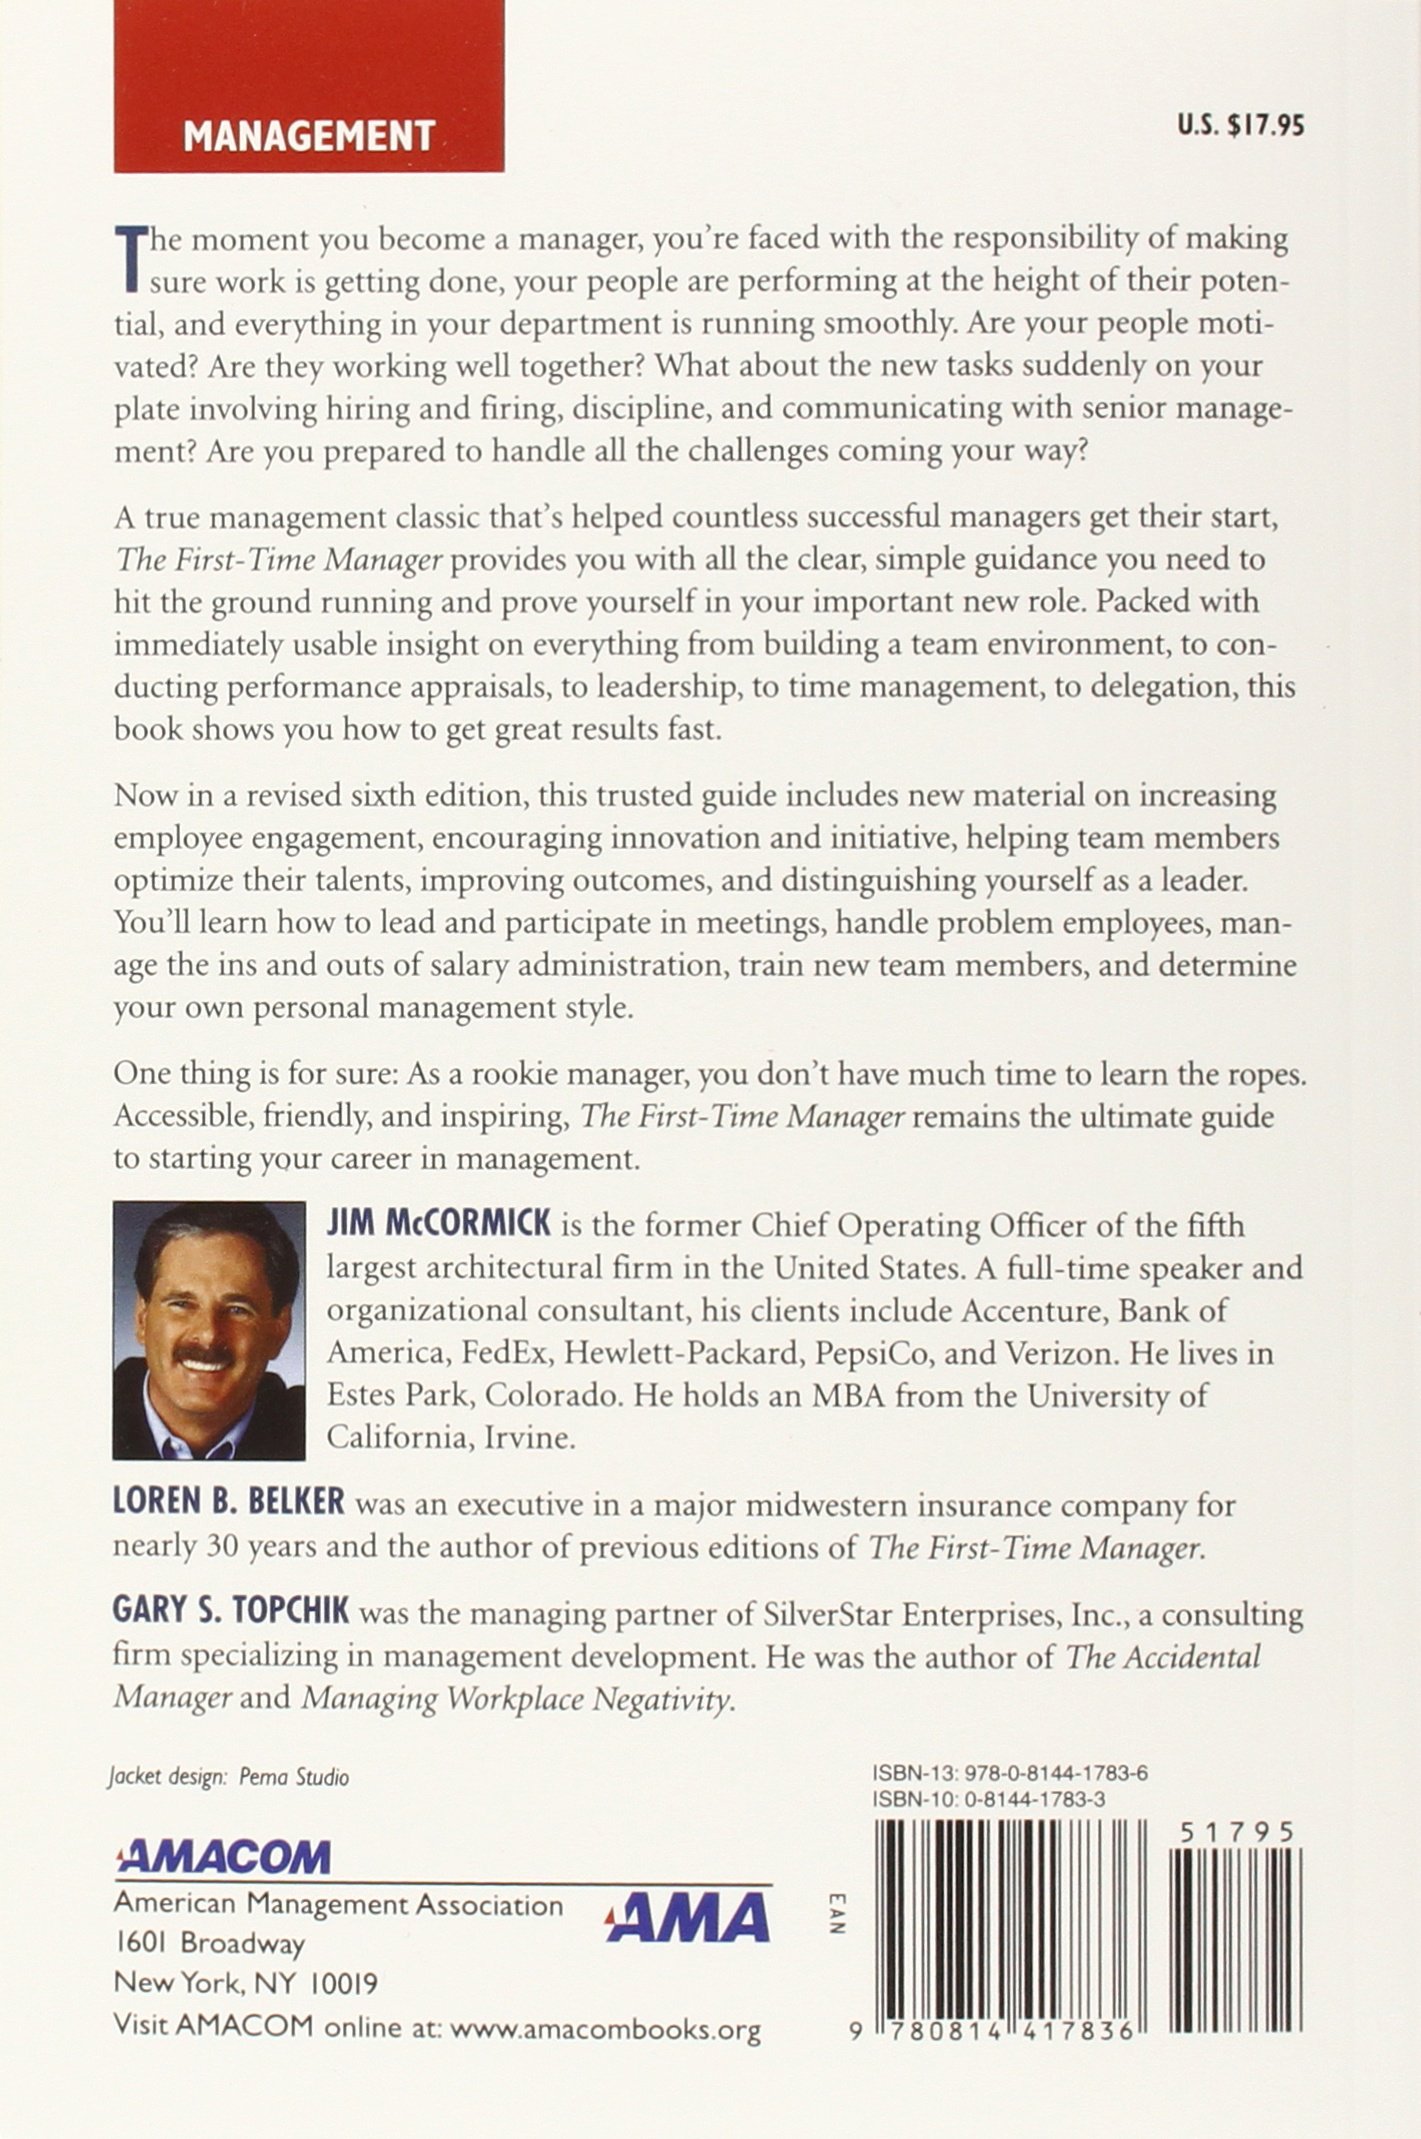 MANAGEMENT
U.S. $17.95
The moment you become a manager, you're faced with the responsibility of making
sure work is getting done, your people are performing at the height of their poten-
tial, and everything in your department is running smoothly. Are your people moti-
vated? Are they working well together? What about the new tasks suddenly on your
plate involving hiring and firing, discipline, and communicating with senior manage-
ment? Are you prepared to handle all the challenges coming your way?
A true management classic that's helped countless successful managers get their start,
The First-Time Manager provides you with all the clear, simple guidance you need to
hit the ground running and prove yourself in your important new role. Packed with
immediately usable insight on everything from building a team environment, to con-
ducting performance appraisals, to leadership, to time management, to delegation, this
book shows you how to get great results fast.
Now in a revised sixth edition, this trusted guide includes new material on increasing
employee engagement, encouraging innovation and initiative, helping team members
optimize their talents, improving outcomes, and distinguishing yourself as a leader.
You'll learn how to lead and participate in meetings, handle problem employees, man-
age the ins and outs of salary administration, train new team members, and determine
your own personal management style.
One thing is for sure: As a rookie manager, you don't have much time to learn the ropes.
Accessible, friendly, and inspiring, The First-Time Manager remains the ultimate guide
to starting your career in management.
JIM McCORMICK is the former Chief Operating Officer of the fifth
largest architectural firm in the United States. A full-time speaker and
organizational consultant, his clients include Accenture, Bank of
America, FedEx, Hewlett-Packard, PepsiCo, and Verizon. He lives in
Estes Park, Colorado. He holds an MBA from the University of
California, Irvine.
LOREN B. BELKER was an executive in a major midwestern insurance company for
nearly 30 years and the author of previous editions of The First-Time Manager.
GARY S. TOPCHIK was the managing partner of SilverStar Enterprises, Inc., a consulting
firm specializing in management development. He was the author of The Accidental
Manager and Managing Workplace Negativity.
Jacket design: Pema Studio
AMACOM
American Management Association
AMA
1601 Broadway
New York, NY 10019
Visit AMACOM online at: www.amacombooks.org
ISBN-13: 978-0-8144-1783-6
ISBN-10: 0-8144-1783-3
51795
EAN
9 780814 417836